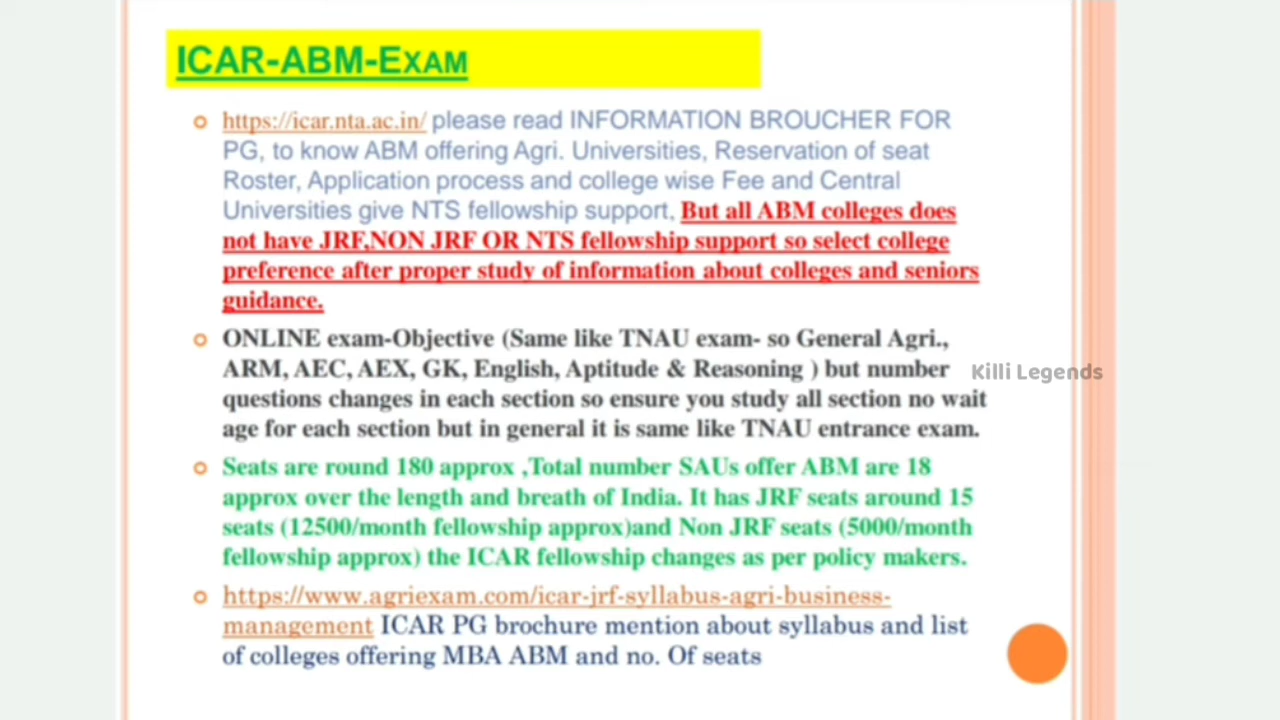 ICAR-ABM-EXAM
https://icar.nta.ac.in/ please read INFORMATION BROUCHER FOR
PG, to know ABM offering Agri. Universities, Reservation of seat
Roster, Application process and college wise Fee and Central
Universities give NTS fellowship support, But all ABM colleges does
not have JRF,NON JRF OR NTS fellowship support so select college
preference after proper study of information about colleges and seniors
guidance.
ONLINE exam-Objective (Same like TNAU exam- so General Agri.,
ARM, AEC, AEX, GK, English, Aptitude & Reasoning ) but number
questions changes in each section so ensure you study all section no wait
age for each section but in general it is same like TNAU entrance exam.
Killi Legends
Seats are round 180 approx ,Total number SAUs offer ABM are 18
approx over the length and breath of India. It has JRF seats around 15
seats (12500/month fellowship approx)and Non JRF seats (5000/month
fellowship approx) the ICAR fellowship changes as per policy makers.
https://www.agriexam.com/icar-jrf-syllabus-agri-business-
management ICAR PG brochure mention about syllabus and list
of colleges offering MBA ABM and no. Of seats